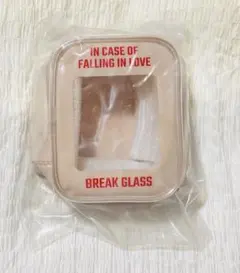 IN CASE OF
FALLING IN LOVE
BREAK GLASS